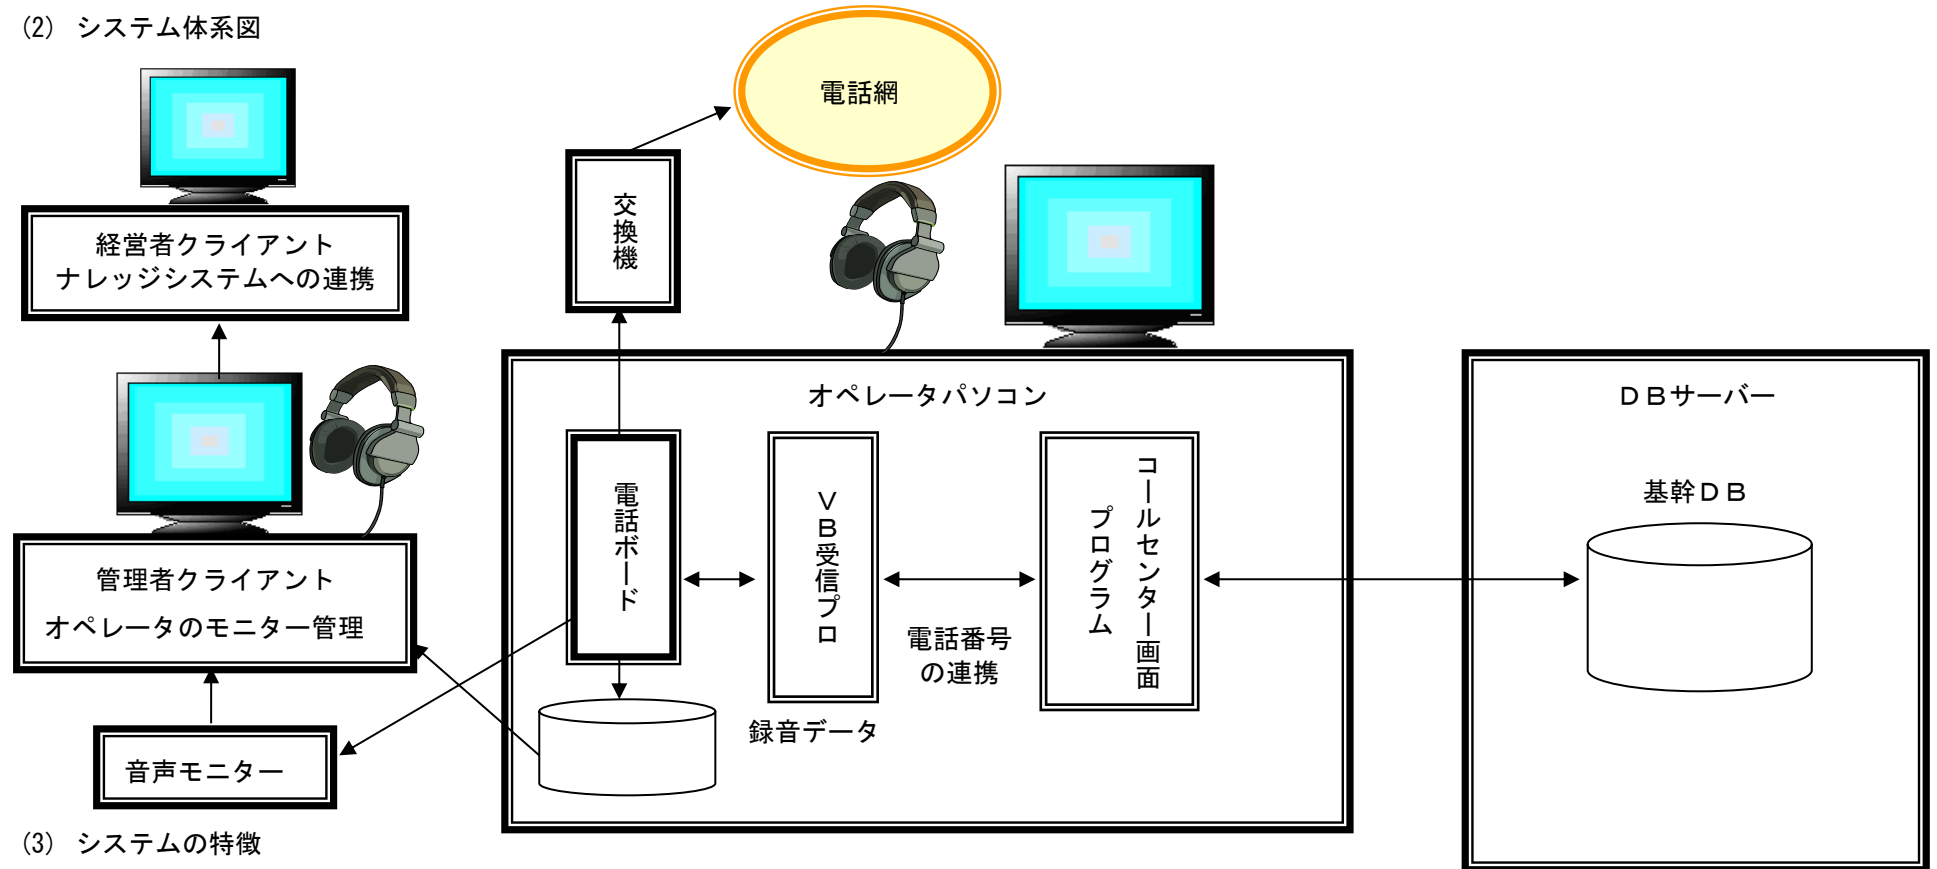 (2) システム体系図
電話網
交換機
経営者クライアント
ナレッジシステムへの連携
オペレータパソコン
DBサーバー
電話ボード
VB受信プロ
コールセンター画面
プログラム
基幹DB
管理者クライアント
オペレータのモニター管理
電話番号
の連携
録音データ
音声モニター
(3) システムの特徴